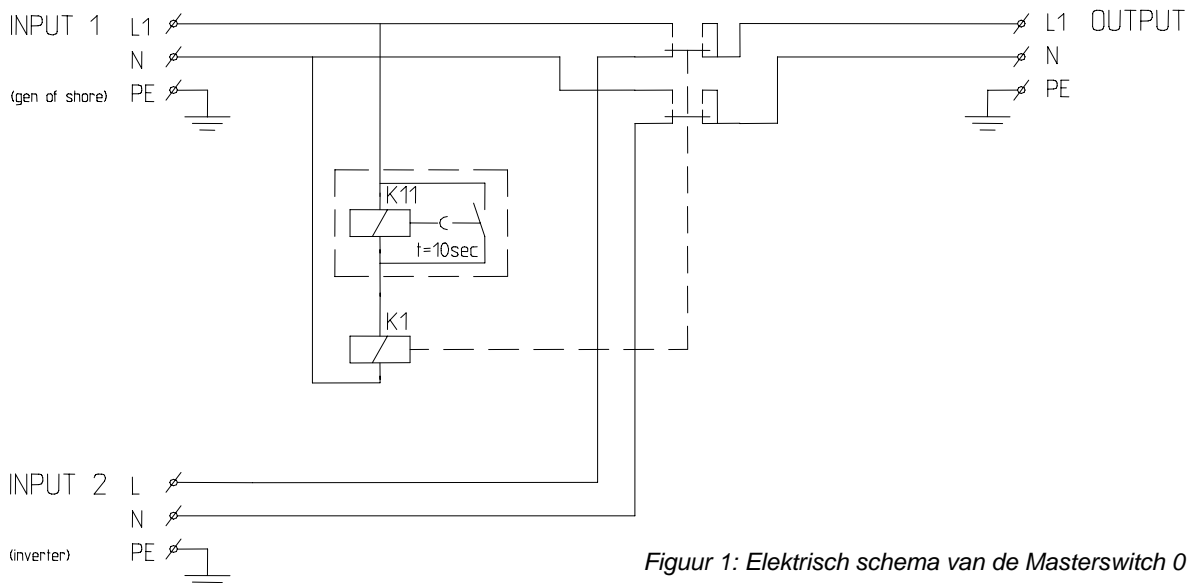 INPUT 1 L1
N
(gen of shore) PE
L1 OUTPUT
N
PE
K11
t=10sec
K1
INPUT 2 L
N
(inverter) PE
Figuur 1: Elektrisch schema van de Masterswitch 0